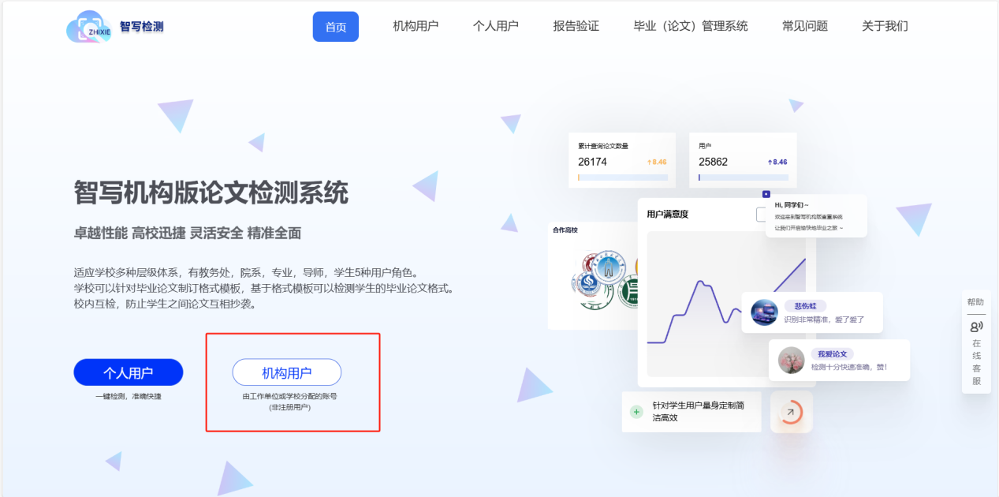 ZHIXIE
智写检测
首页
机构用户
个人用户
报告验证
毕业（论文）管理系统
常见问题
关于我们
智写机构版论文检测系统
卓越性能 高校迅捷 灵活安全 精准全面
适应学校多种层级体系，有教务处，院系，专业，导师，学生5种用户角色。
学校可以针对毕业论文制订格式模板，基于格式模板可以检测学生的毕业论文格式。
校内互检，防止学生之间论文互相抄袭。
个人用户
一键检测，准确快捷
机构用户
由工作单位或学校分配的账号
(非注册用户)
累计查询论文数量
26174
↑8.46
用户
25862
↑8.46
Hi, 同学们~
欢迎来到智写机构版查重系统
让我们开启愉快地毕业之旅 ~
用户满意度
合作高校
悲伤蛙
识别非常精准，爱了爱了
我爱论文
检测十分快速准确，赞！
针对学生用户量身定制简
洁高效
帮助
在
线
客
服